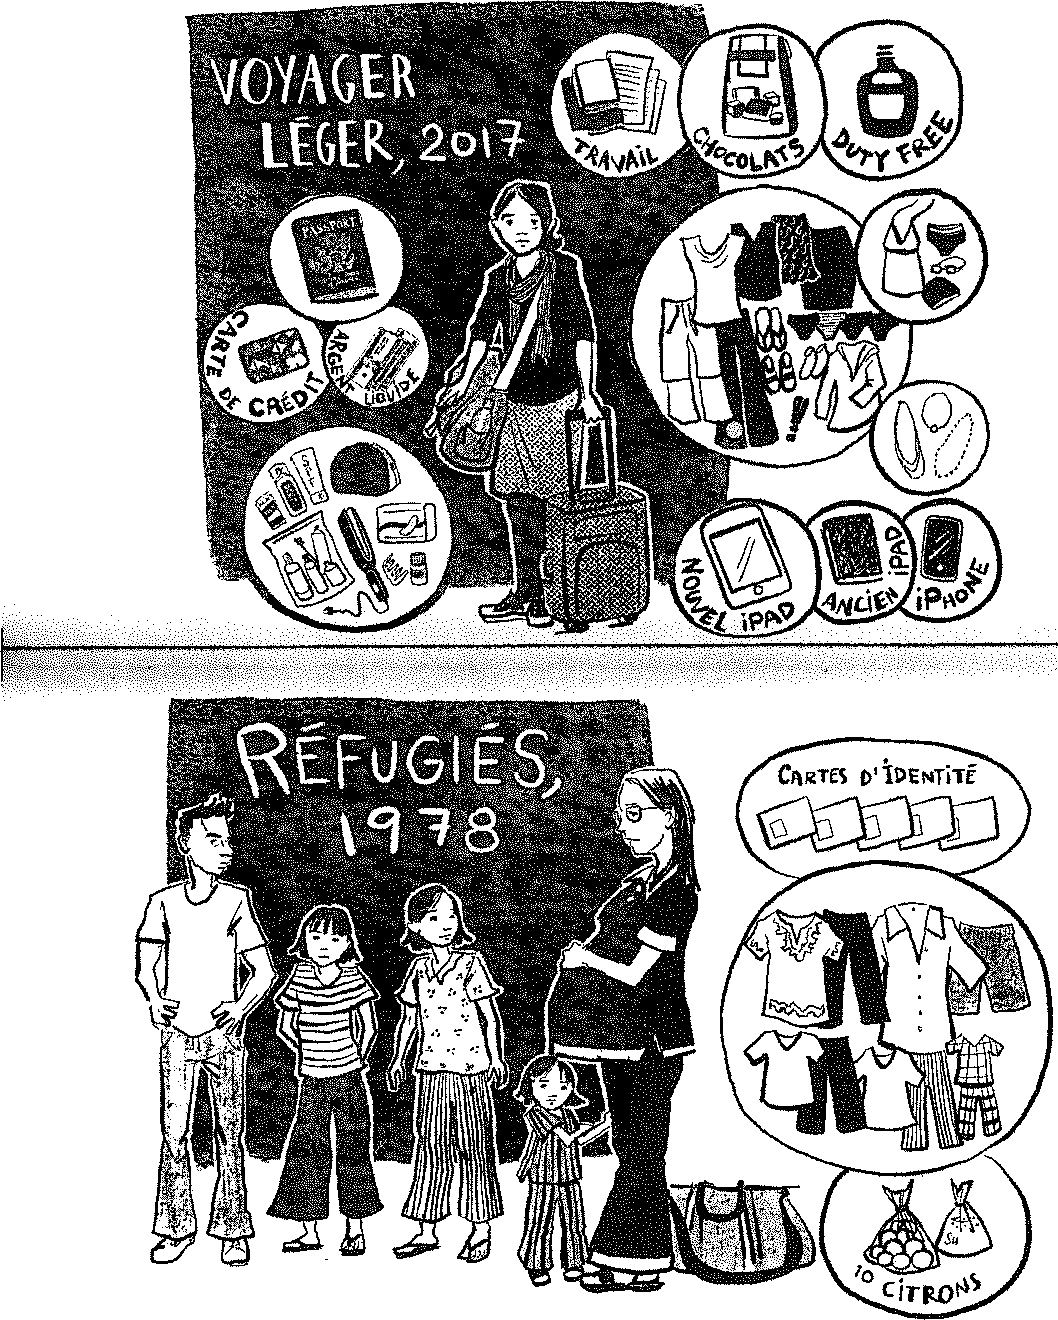 VOYAGER
LÉGER, 2017
TRAVAIL
CHOCOLATS
DUTY FREE
PASSPORT
CARTE DE CRÉDIT
ARGENT LIQUIDE
NOUVEL iPAD
ANCIEN iPAD
iPHONE
RÉFUGIÉS,
1978
CARTES D'IDENTITÉ
Su
10 CITRONS